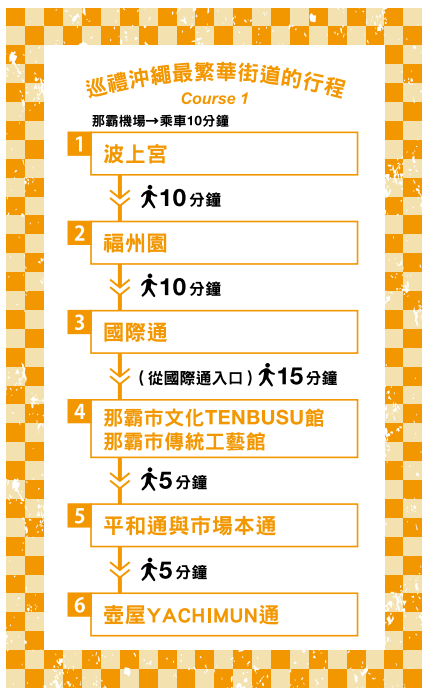 巡禮沖繩最繁華街道的行程
Course 1
那霸機場→乘車10分鐘
1 波上宮
10分鐘
2 福州園
10分鐘
3 國際通
(從國際通入口) 15分鐘
4 那霸市文化TENBUSU館
那霸市傳統工藝館
5分鐘
5 平和通與市場本通
5分鐘
6 壺屋YACHIMUN通